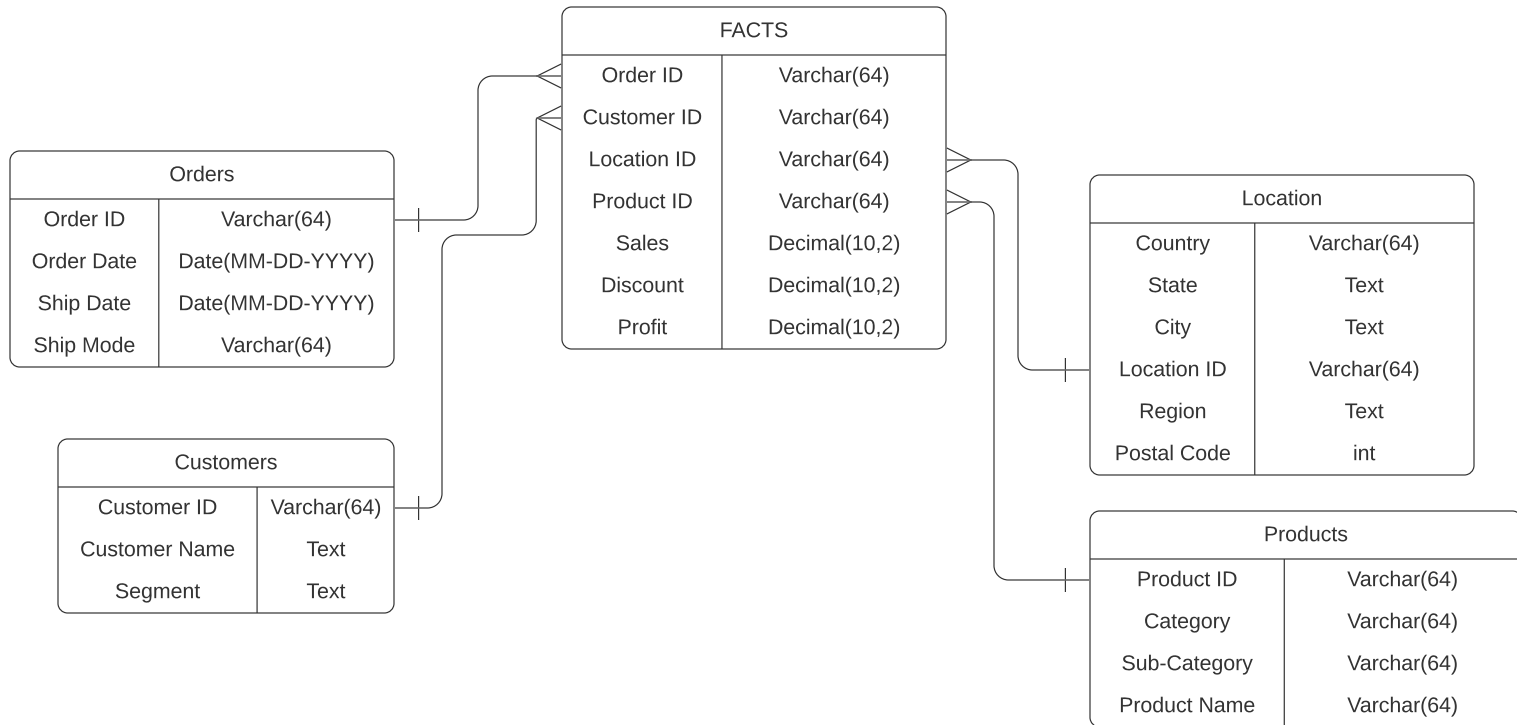 FACTS
Order ID Varchar(64)
Customer ID Varchar(64)
Location ID Varchar(64)
Product ID Varchar(64)
Sales Decimal(10,2)
Discount Decimal(10,2)
Profit Decimal(10,2)
Orders
Order ID Varchar(64)
Order Date Date(MM-DD-YYYY)
Ship Date Date(MM-DD-YYYY)
Ship Mode Varchar(64)
Customers
Customer ID Varchar(64)
Customer Name Text
Segment Text
Location
Country Varchar(64)
State Text
City Text
Location ID Varchar(64)
Region Text
Postal Code int
Products
Product ID Varchar(64)
Category Varchar(64)
Sub-Category Varchar(64)
Product Name Varchar(64)